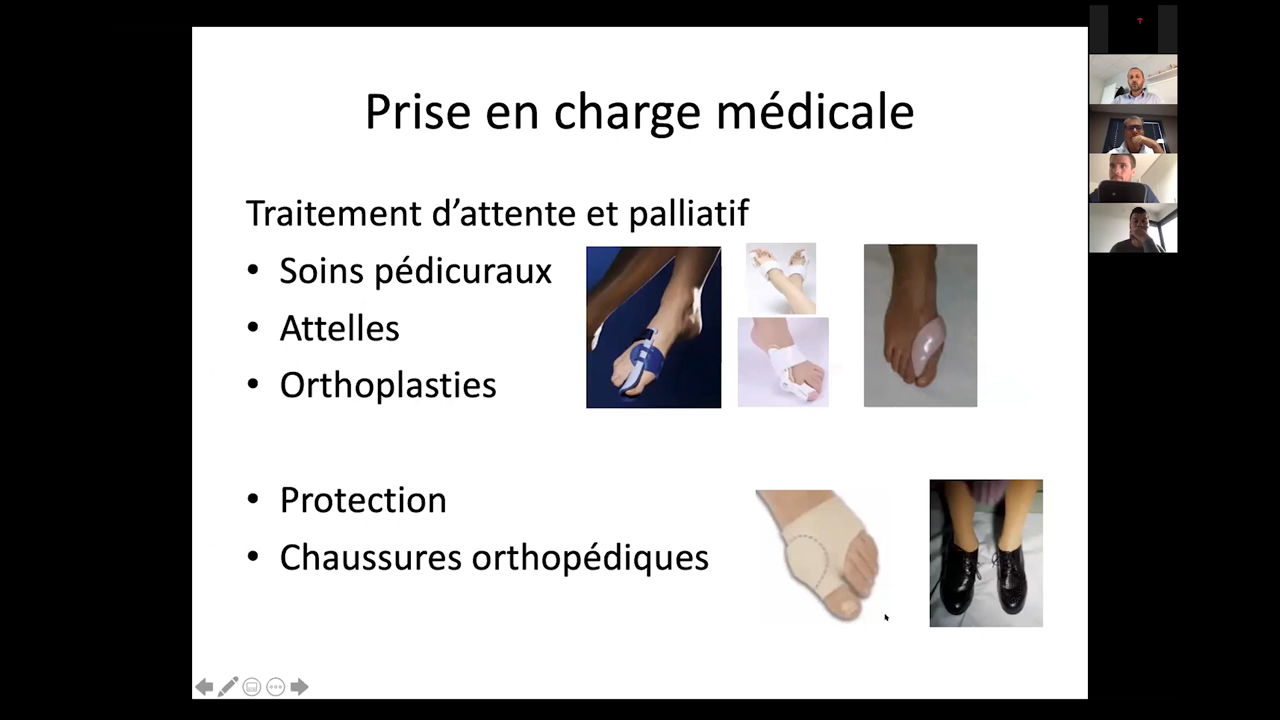 Prise en charge médicale
Traitement d’attente et palliatif
• Soins pédicuraux
• Attelles
• Orthoplasties
• Protection
• Chaussures orthopédiques